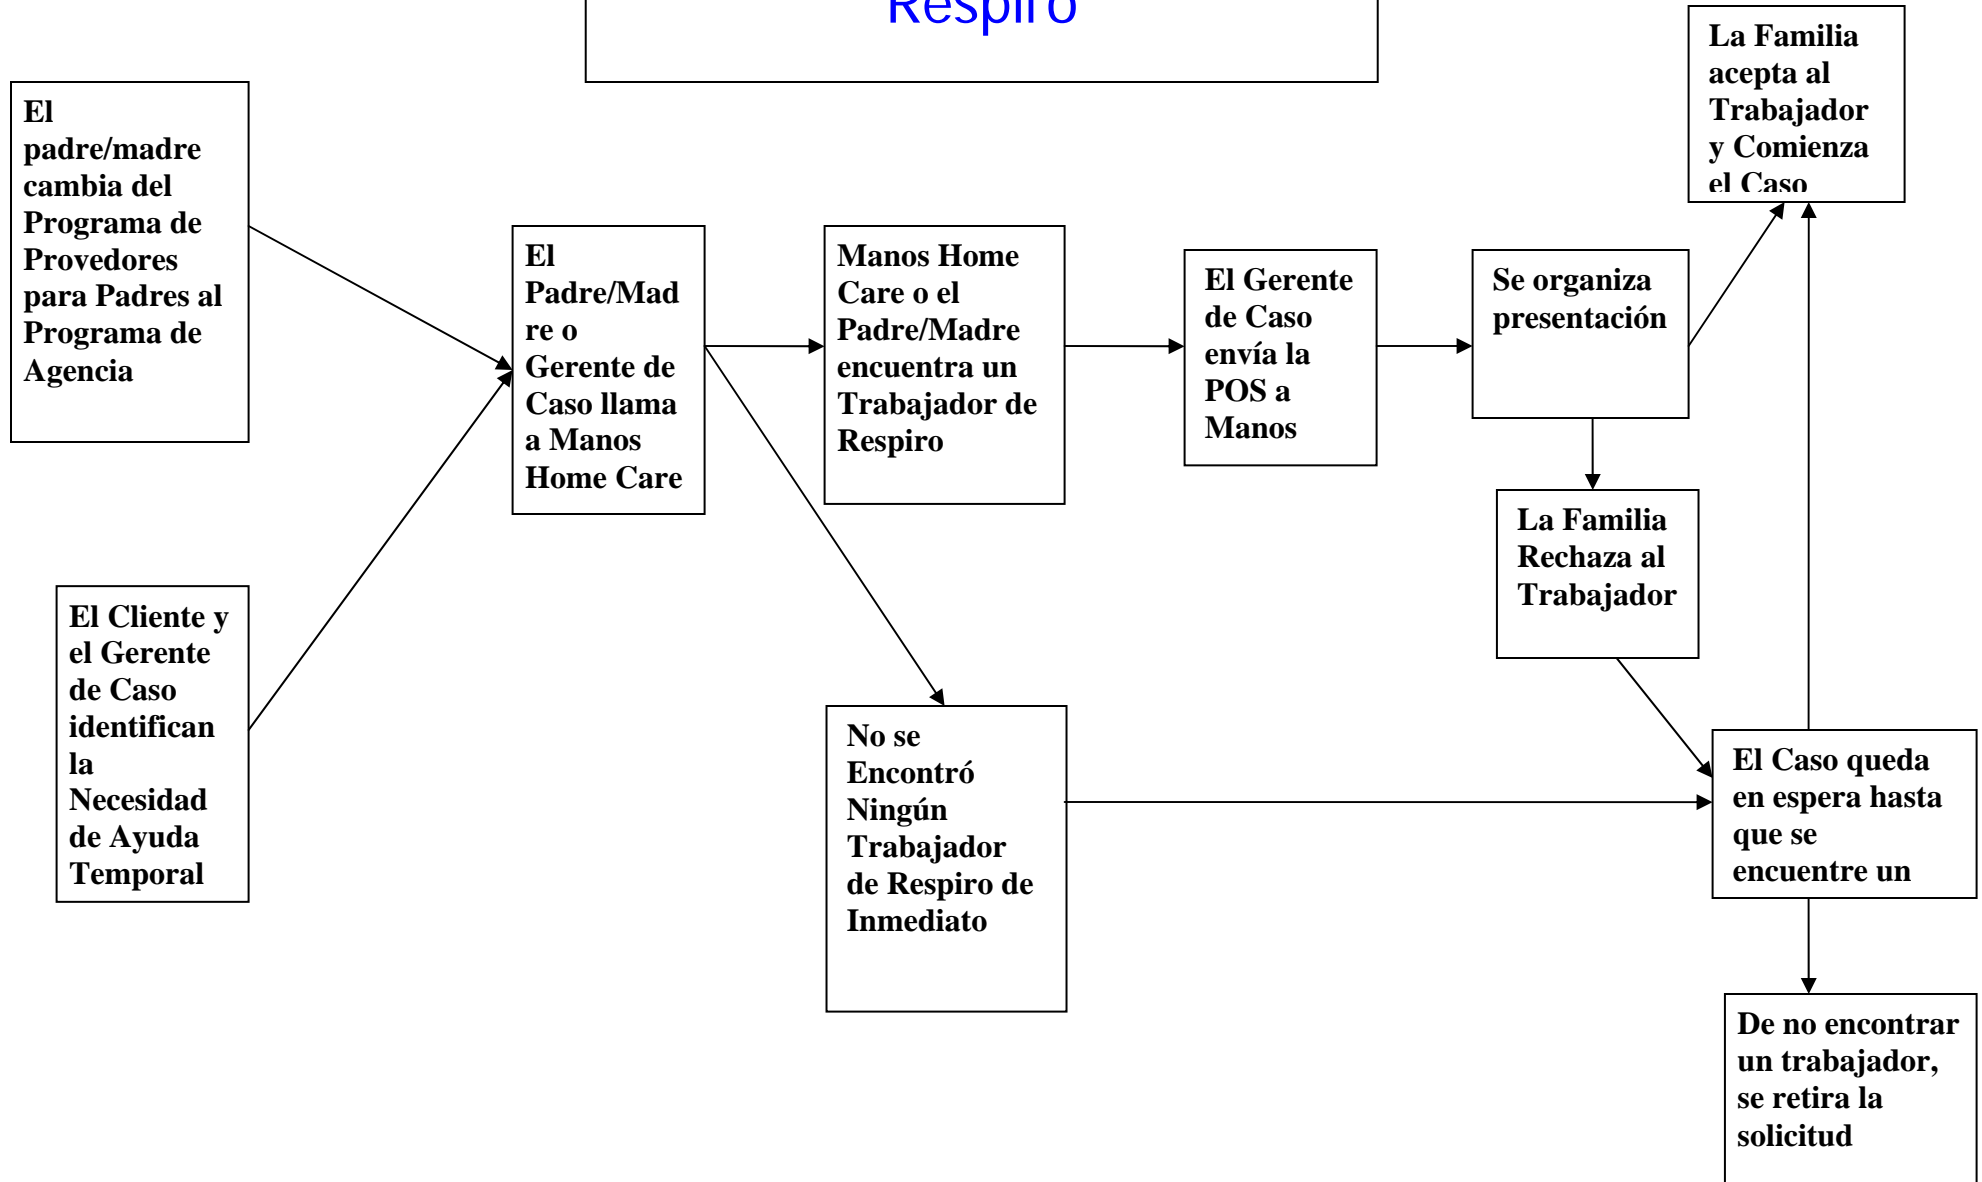 Respiro
La Familia
acepta al
Trabajador
y Comienza
el Caso
El
padre/madre
cambia del
Programa de
Provedores
para Padres al
Programa de
Agencia
El
Padre/Mad
re o
Gerente de
Caso llama
a Manos
Home Care
Manos Home
Care o el
Padre/Madre
encuentra un
Trabajador de
Respiro
El Gerente
de Caso
envía la
POS a
Manos
Se organiza
presentación
La Familia
Rechaza al
Trabajador
El Cliente y
el Gerente
de Caso
identifican
la
Necesidad
de Ayuda
Temporal
No se
Encontró
Ningún
Trabajador
de Respiro de
Inmediato
El Caso queda
en espera hasta
que se
encuentre un
De no encontrar
un trabajador,
se retira la
solicitud